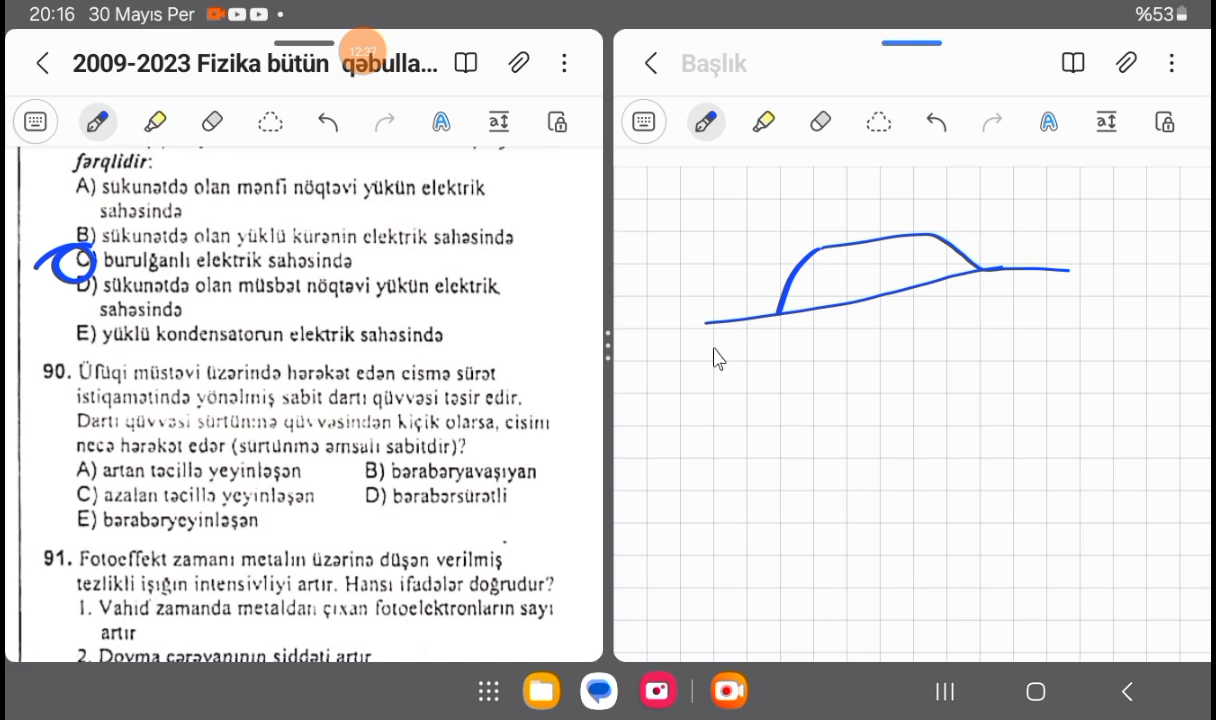 20:16 30 Mayıs Per
%53
12:37
2009-2023 Fizika bütün qəbulla...
Başlık
fərqlidir:
A) sukunətdə olan mənfi nöqtəvi yükün elektrik
sahəsində
B) sükunətdə olan yüklü kürənin elektrik sahəsində
C) burulğanlı elektrik sahəsində
D) sükunətdə olan müsbət nöqtəvi yükün elektrik
sahəsində
E) yüklü kondensatorun elektrik sahəsində
90. Üfüqi müstəvi üzərində hərəkət edən cismə sürət
istiqamətində yönəlmiş sabit dartı qüvvəsi təsir edir.
Dartı qüvvəsi sürtünmə qüvvəsindən kiçik olarsa, cisim
necə hərəkət edər (surtunmə əmsalı sabitdir)?
A) artan təcillə yeyinləşən B) bərabəryavaşıyan
C) azalan təcillə yeyinləşən D) bərabərsürətli
E) bərabəryeyinləşən
91. Fotoeffekt zamanı metalın üzərinə düşən verilmiş
tezlikli işığın intensivliyi artır. Hansı ifadələr doğrudur?
1. Vahid zamanda metaldan çıxan fotoelektronların sayı
artır
2. Doyma cərəyanının şiddəti artır